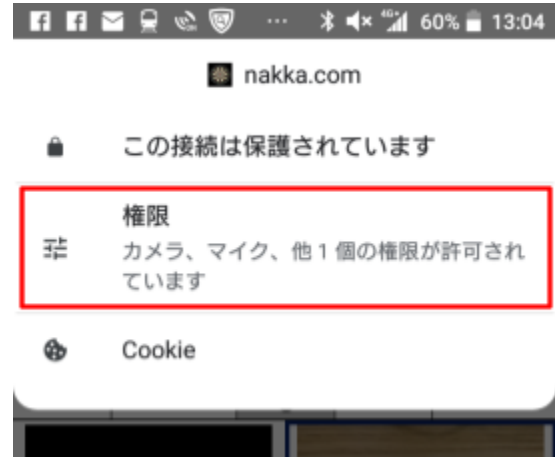 60% 13:04
nakka.com
この接続は保護されています
権限
カメラ、マイク、他 1 個の権限が許可され
ています
Cookie